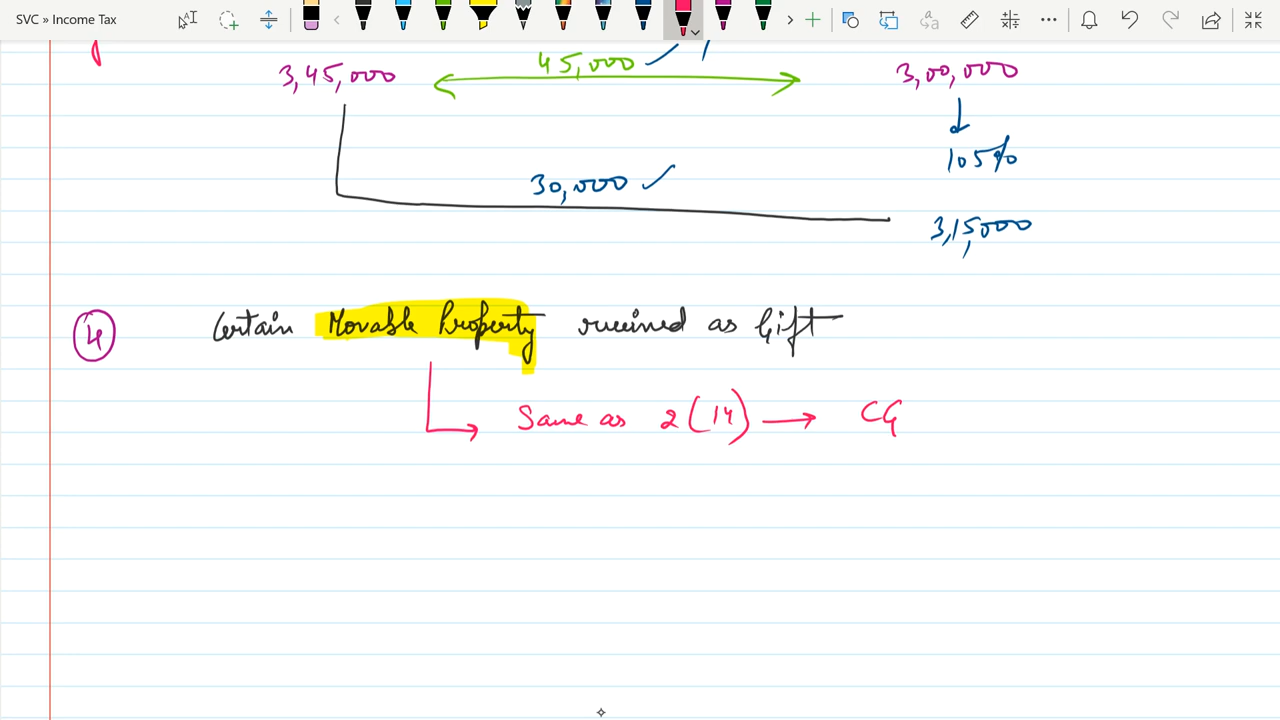 SVC » Income Tax
3,45,000 45,000 ✓ 3,00,000
105%
30,000 ✓
3,15,000
4 Certain Movable Property received as Gift
Same as 2(14) → CG